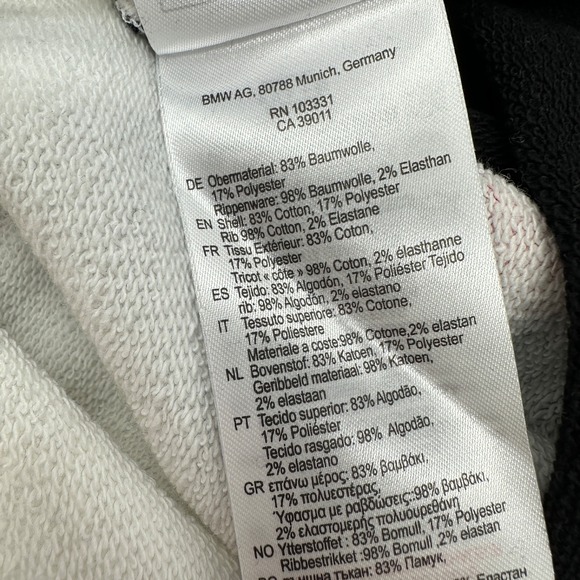 BMW AG, 80788 Munich, Germany
RN 103331
CA 39011
DE Obermaterial: 83% Baumwolle,
17% Polyester
Rippenware: 98% Baumwolle, 2% Elasthan
EN Shell: 83% Cotton, 17% Polyester
Rib 98% Cotton, 2% Elastane
FR Tissu Extérieur: 83% Coton,
17% Polyester
Tricot « côte » 98% Coton, 2% élasthanne
ES Tejido: 83% Algodón, 17% Poliéster Tejido
rib: 98% Algodón, 2% elastano
IT Tessuto superiore: 83% Cotone,
17% Poliestere
Materiale a coste:98% Cotone,2% elastan
NL Bovenstof: 83% Katoen, 17% Polyester
Geribbeld materiaal: 98% Katoen,
2% elastaan
PT Tecido superior: 83% Algodão,
17% Poliéster
Tecido rasgado: 98% Algodão,
2% elastano
GR επάνω μέρος: 83% βαμβάκι,
17% πολυεστέρας,
Ύφασμα με ραβδώσεις::98% βαμβάκι,
2% ελαστομερής πολυουρεθάνη
NO Ytterstoffet : 83% Bomull, 17% Polyester
Ribbestrikket :98% Bomull ,2% elastan
тъкан: 83% Памук,
Еластан